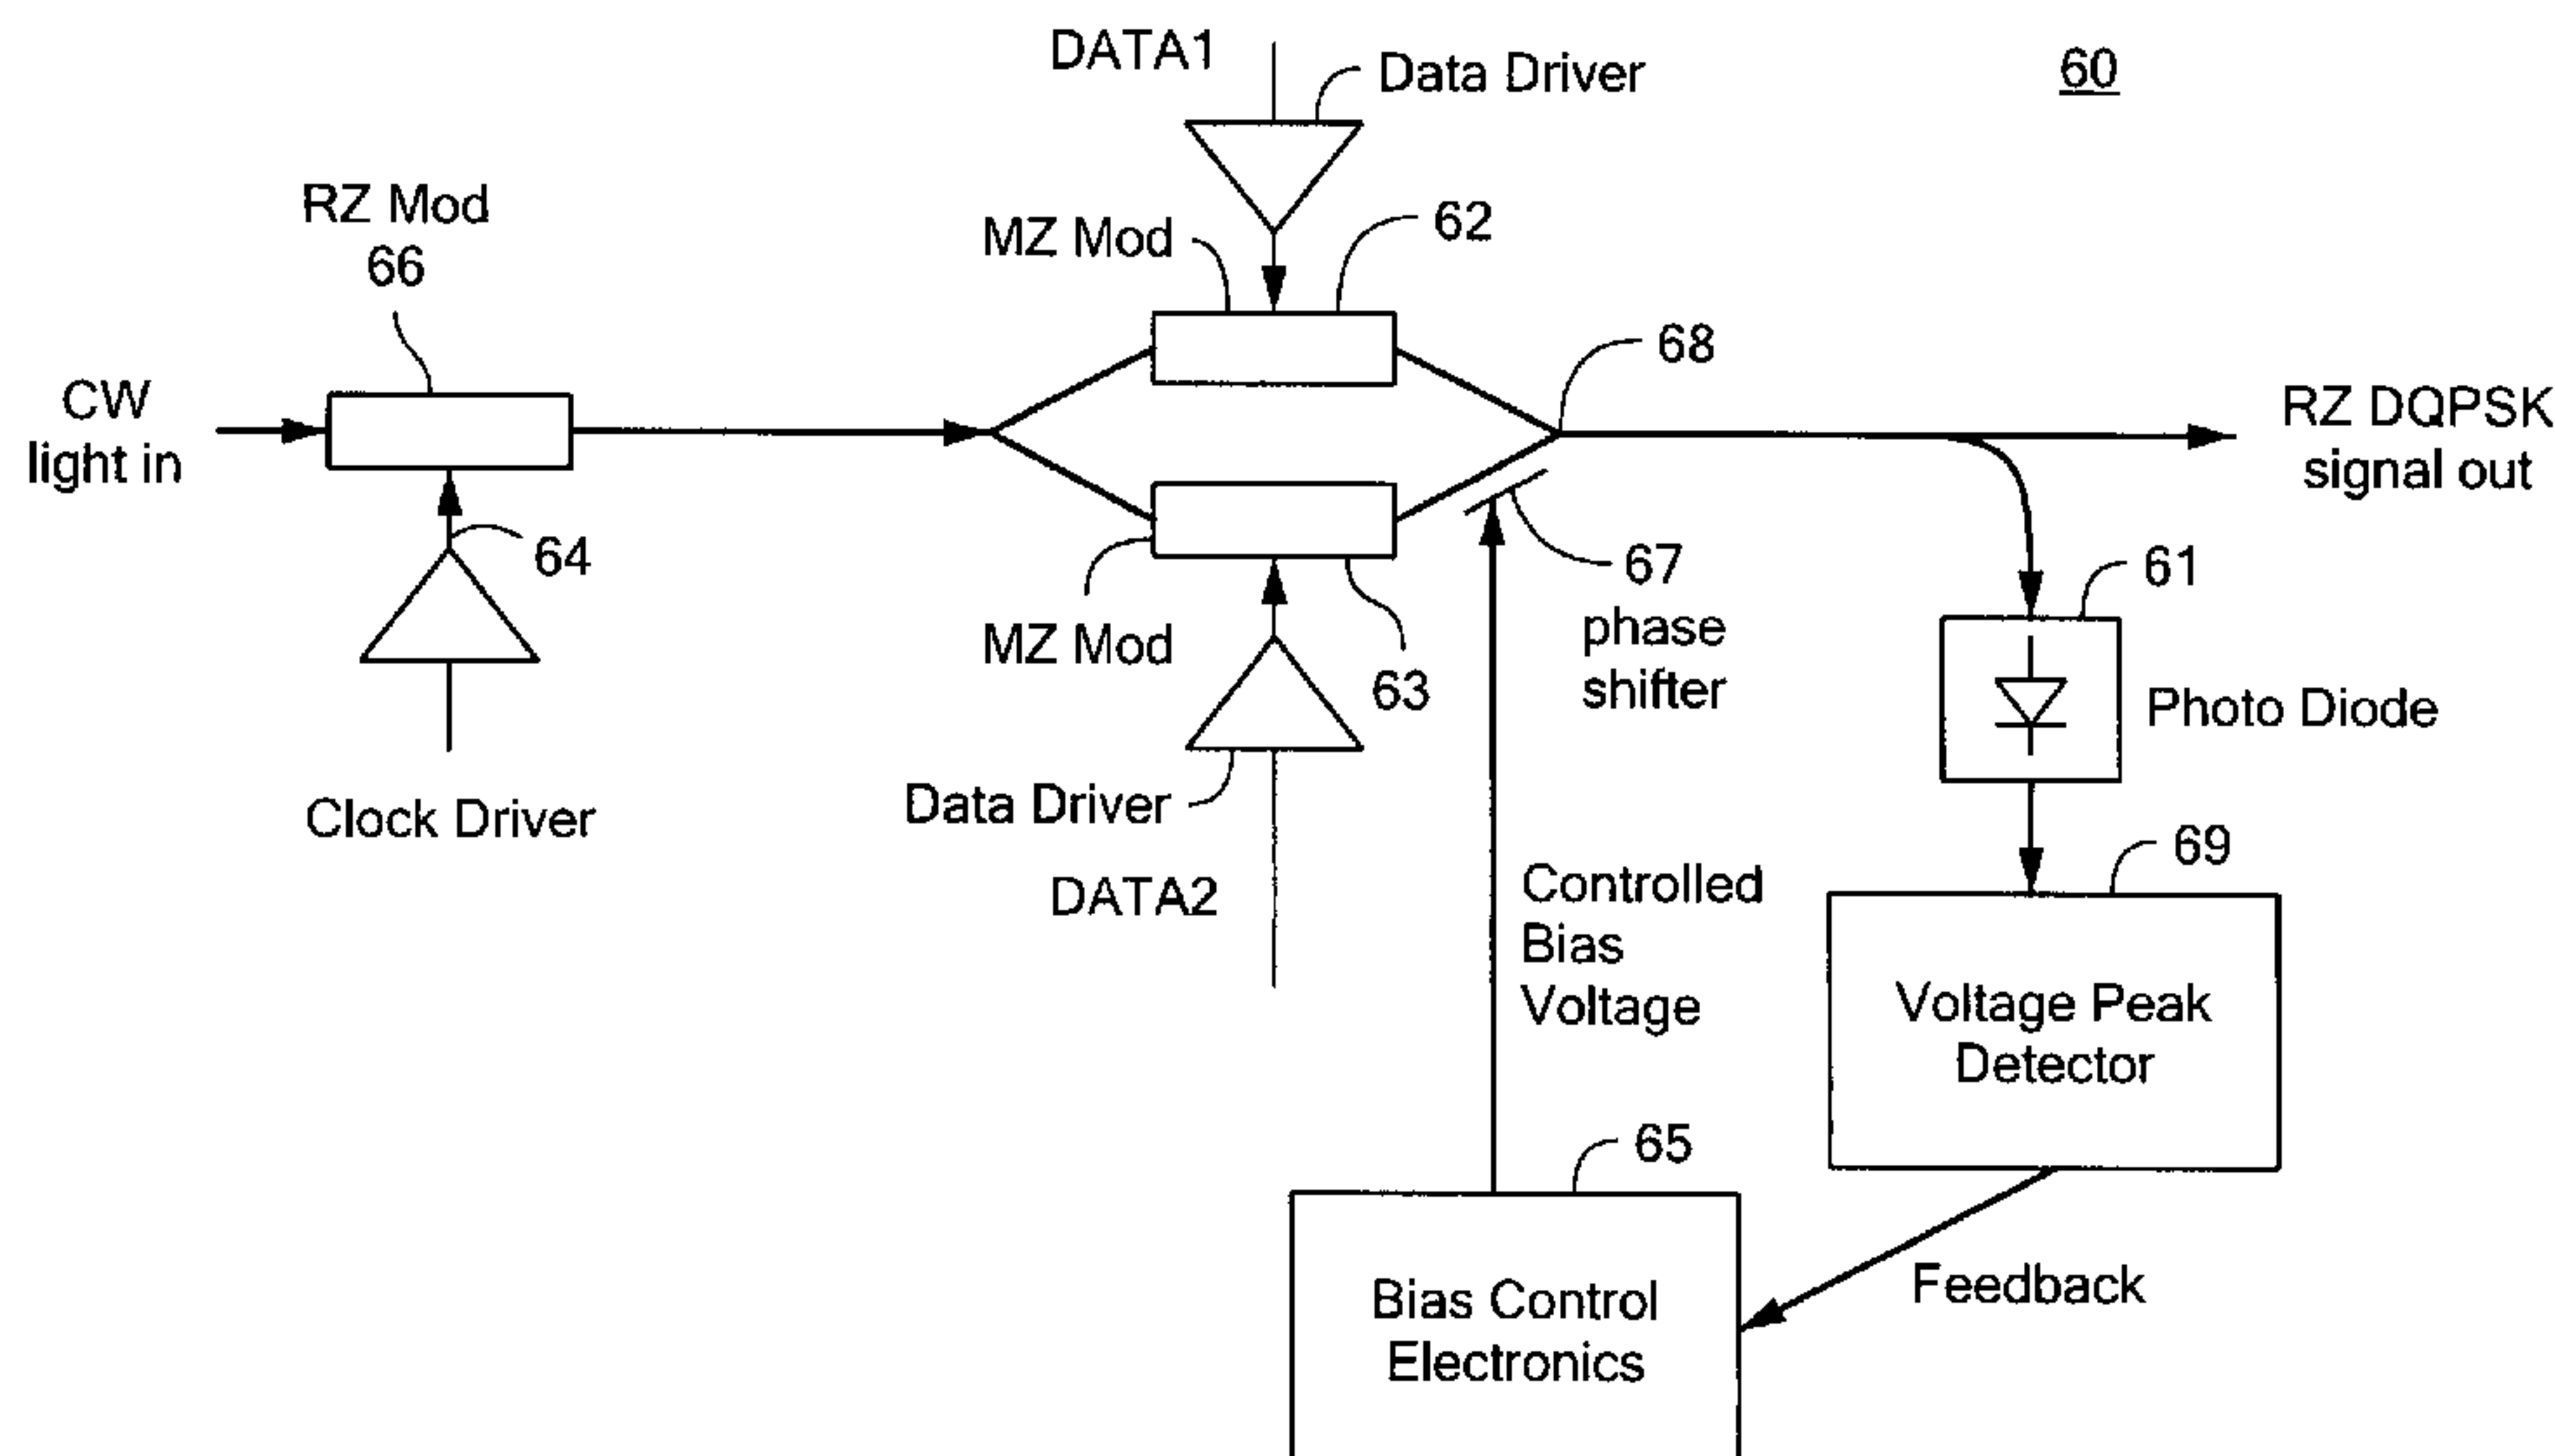 DATA1
Data Driver
60
RZ Mod
66
MZ Mod
62
68
CW
light in
RZ DQPSK
signal out
64
67
phase
shifter
61
MZ Mod
63
Photo Diode
Clock Driver
Data Driver
DATA2
Controlled
Bias
Voltage
69
Voltage Peak
Detector
65
Bias Control
Electronics
Feedback